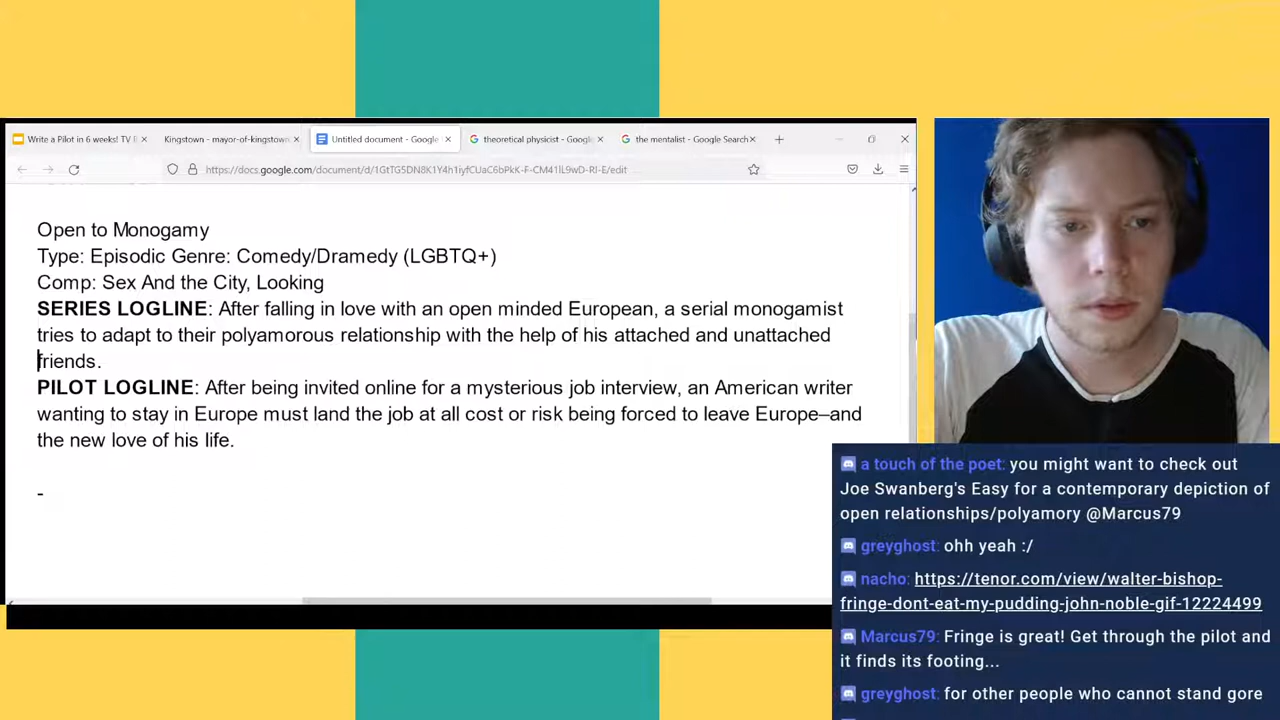 Write a Pilot in 6 weeks! TV
Kingstown - mayor-of-kingstown
Untitled document - Google
theoretical physicist - Google
the mentalist - Google Search
https://docs.google.com/document/d/1GtTG5DN8K1Y4h1iyfCUaC6bPkK-F-CM41lL9wD-RI-E/edit
Open to Monogamy
Type: Episodic Genre: Comedy/Dramedy (LGBTQ+)
Comp: Sex And the City, Looking
SERIES LOGLINE: After falling in love with an open minded European, a serial monogamist
tries to adapt to their polyamorous relationship with the help of his attached and unattached
friends.
PILOT LOGLINE: After being invited online for a mysterious job interview, an American writer
wanting to stay in Europe must land the job at all cost or risk being forced to leave Europe–and
the new love of his life.
-
a touch of the poet: you might want to check out
Joe Swanberg's Easy for a contemporary depiction of
open relationships/polyamory @Marcus79
greyghost: ohh yeah :/
nacho: https://tenor.com/view/walter-bishop-
fringe-dont-eat-my-pudding-john-noble-gif-12224499
Marcus79: Fringe is great! Get through the pilot and
it finds its footing...
greyghost: for other people who cannot stand gore